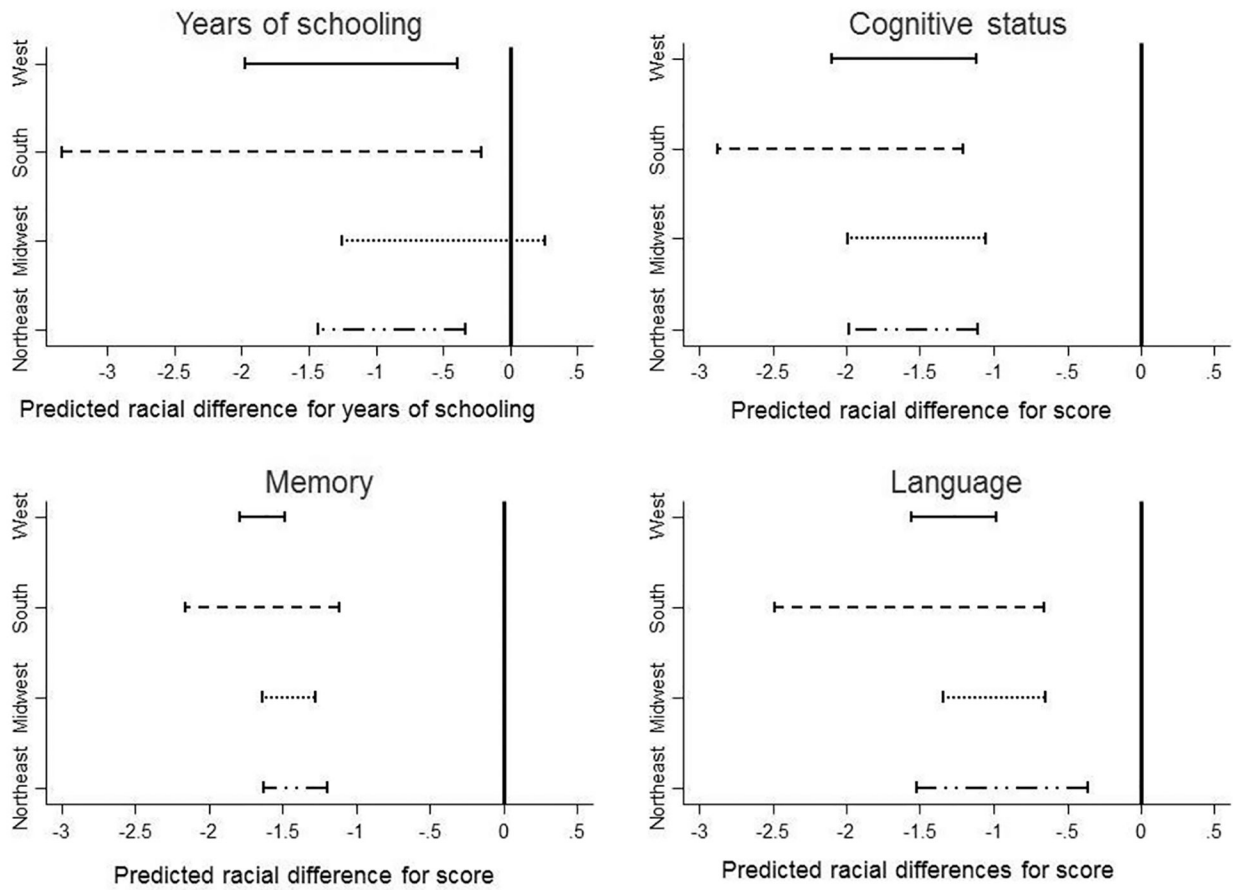 Years of schooling
West
South
Midwest
Northeast
-3 -2.5 -2 -1.5 -1 -.5 0 .5
Predicted racial difference for years of schooling
Cognitive status
West
South
Midwest
Northeast
-3 -2.5 -2 -1.5 -1 -.5 0 .5
Predicted racial difference for score
Memory
West
South
Midwest
Northeast
-3 -2.5 -2 -1.5 -1 -.5 0 .5
Predicted racial difference for score
Language
West
South
Midwest
Northeast
-3 -2.5 -2 -1.5 -1 -.5 0 .5
Predicted racial differences for score